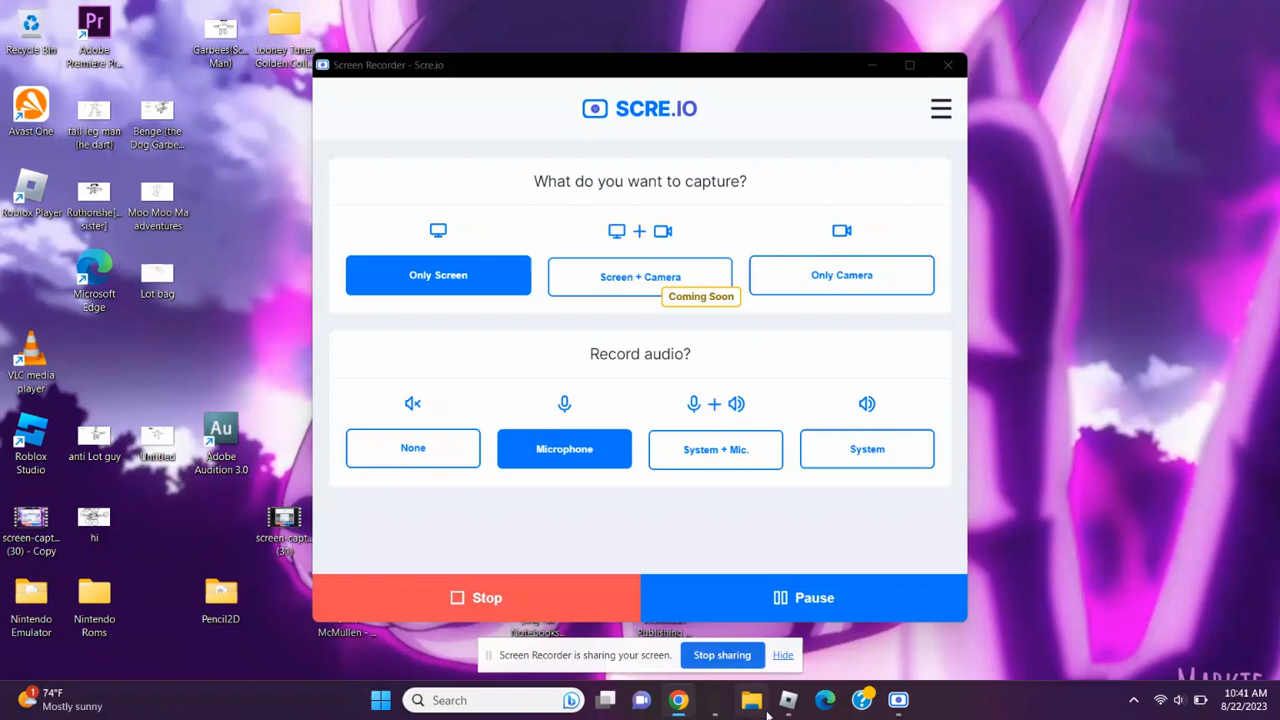 Recycle Bin
Adobe
Premiere Pr...
Garbees(Sc...
Man)
Looney Tunes
Golden Coll...
Avast One
tail leg man
(he dart)
Benge (the
Dog Garbe...
Roblox Player
Ruthonshe[...
sister]
Moo Moo Ma
adventures
Microsoft
Edge
Lot.bag
VLC media
player
Roblox
Studio
anti Lot guy
Untitled
Adobe
Audition 3.0
screen-capt...
(30) - Copy
hi
screen-capt...
(31)
Nintendo
Emulator
Nintendo
Roms
Pencil2D
McMullen - ...
Notebooks...
Publishing ...
Screen Recorder - Scre.io
SCRE.IO
What do you want to capture?
Only Screen
Screen + Camera
Only Camera
Coming Soon
Record audio?
None
Microphone
System + Mic.
System
Stop
Pause
Screen Recorder is sharing your screen.
Stop sharing
Hide
1
74°F
Mostly sunny
Search
10:41 AM
8/22/2023